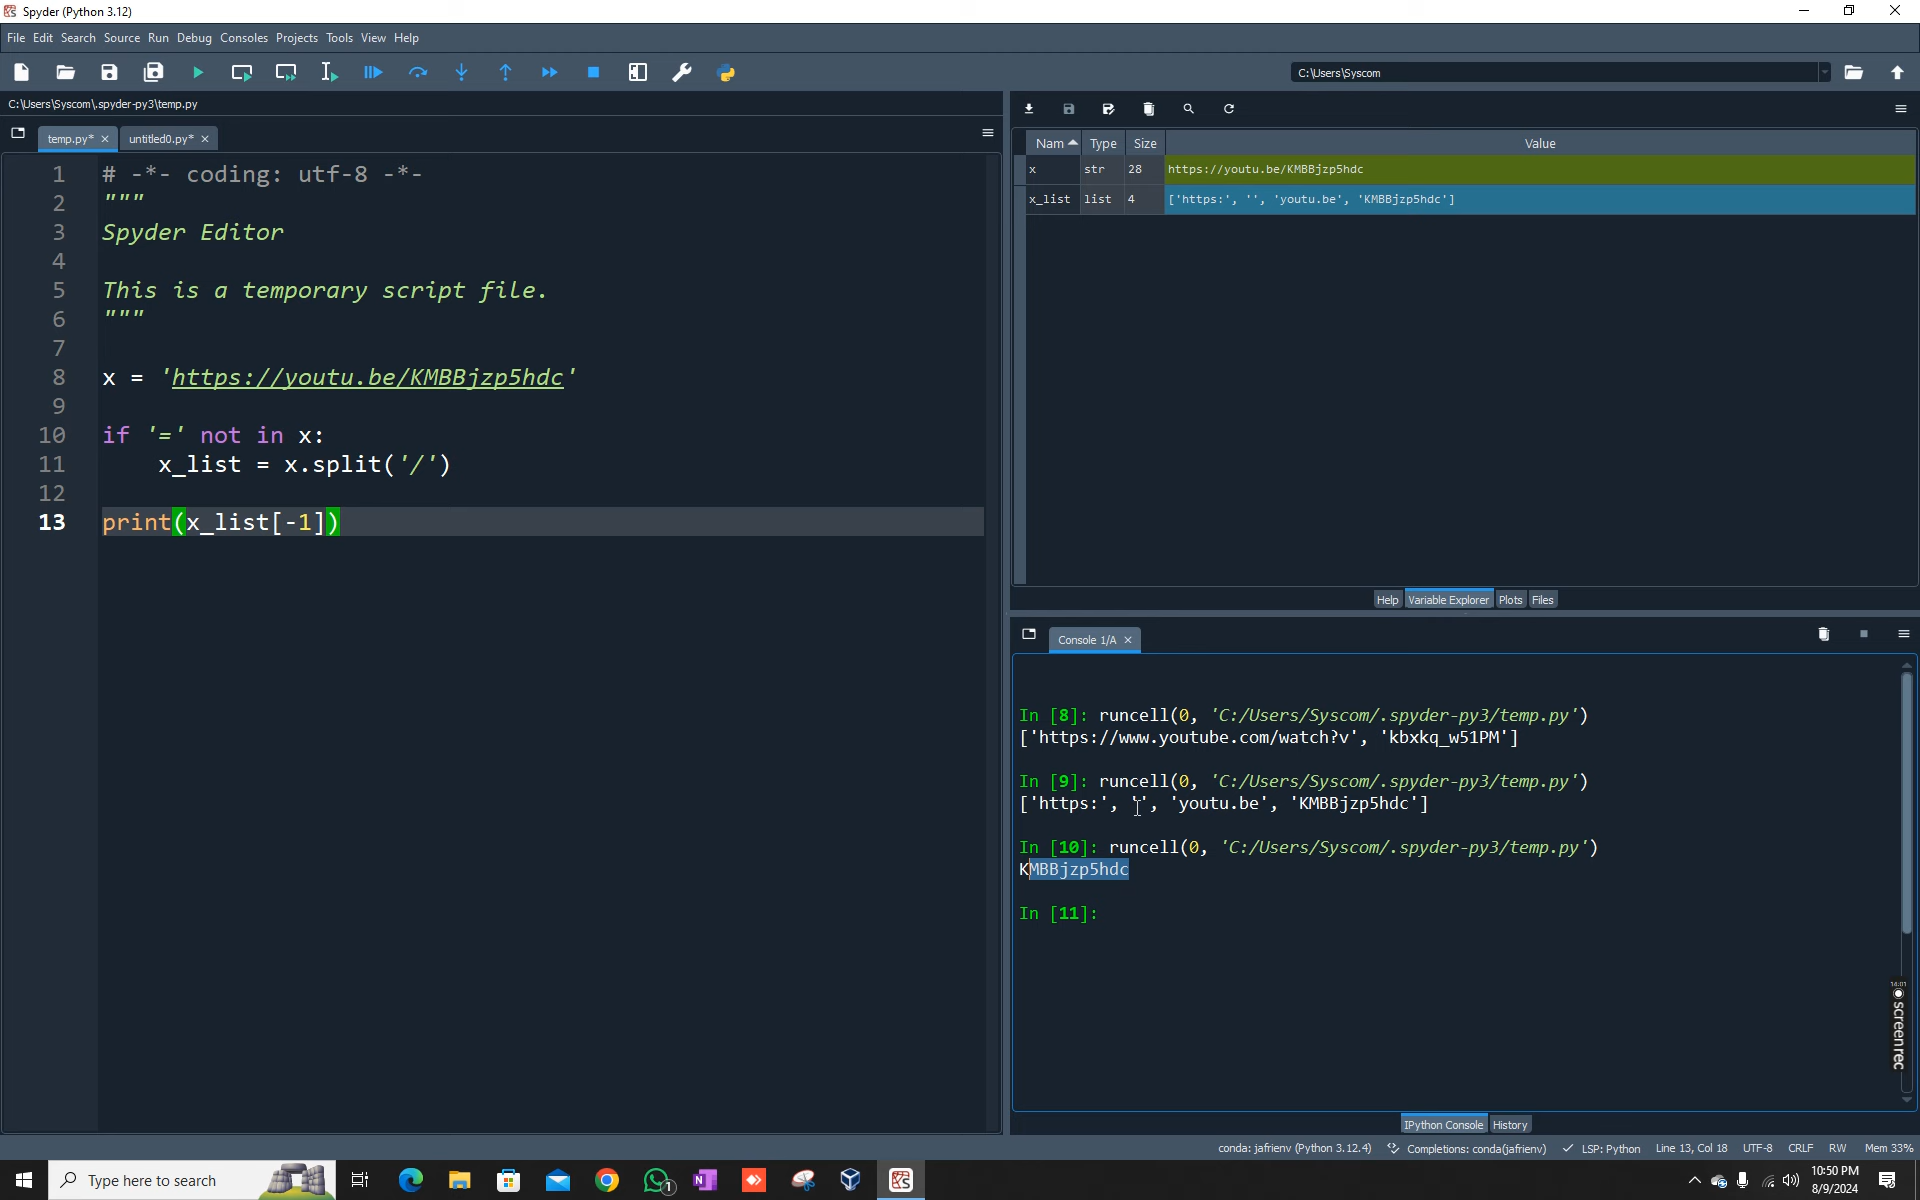 Spyder (Python 3.12)
File Edit Search Source Run Debug Consoles Projects Tools View Help
C:\Users\Syscom
C:\Users\Syscom\.spyder-py3\temp.py
temp.py*
untitled0.py*
1 # -*- coding: utf-8 -*-
2 """
3 Spyder Editor
4
5 This is a temporary script file.
6 """
7
8 x = 'https://youtu.be/KMBBjzp5hdc'
9
10 if '=' not in x:
11 x_list = x.split('/')
12
13 print(x_list[-1])
Nam Type Size Value
x str 28 https://youtu.be/KMBBjzp5hdc
x_list list 4 ['https:', '', 'youtu.be', 'KMBBjzp5hdc']
Help Variable Explorer Plots Files
Console 1/A
In [8]: runcell(0, 'C:/Users/Syscom/.spyder-py3/temp.py')
['https://www.youtube.com/watch?v', 'kbxkq_w51PM']
In [9]: runcell(0, 'C:/Users/Syscom/.spyder-py3/temp.py')
['https:', '', 'youtu.be', 'KMBBjzp5hdc']
In [10]: runcell(0, 'C:/Users/Syscom/.spyder-py3/temp.py')
KMBBjzp5hdc
In [11]:
14:01
screenrec
IPython Console History
conda: jafrienv (Python 3.12.4) Completions: conda(jafrienv) LSP: Python Line 13, Col 18 UTF-8 CRLF RW Mem 33%
Type here to search
1
10:50 PM
8/9/2024